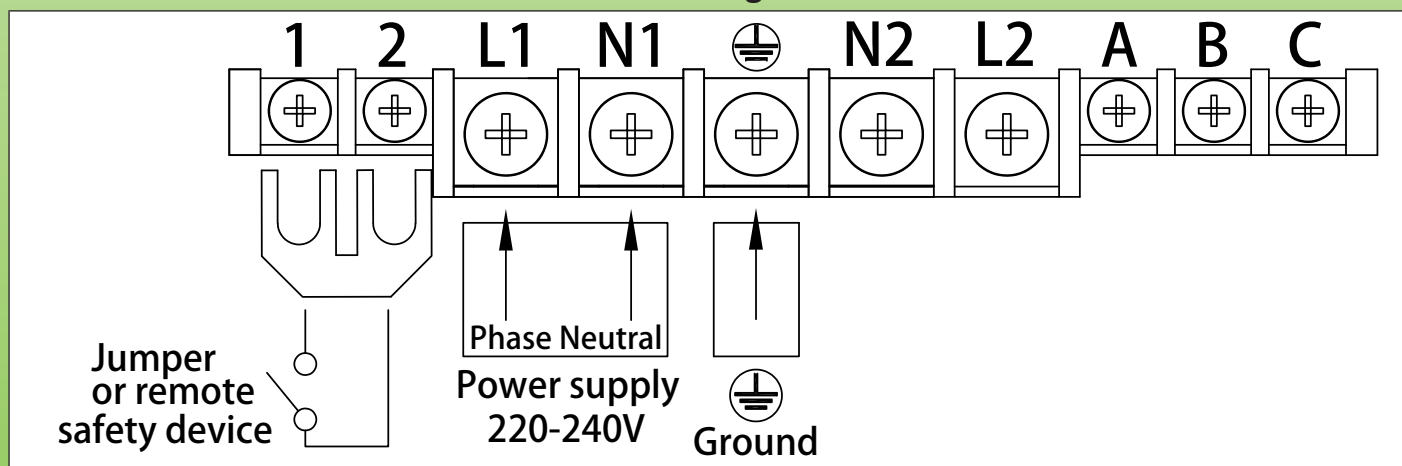 1 2 L1 N1 N2 L2 A B C
Phase Neutral
Jumper
or remote
safety device
Power supply
220-240V
Ground